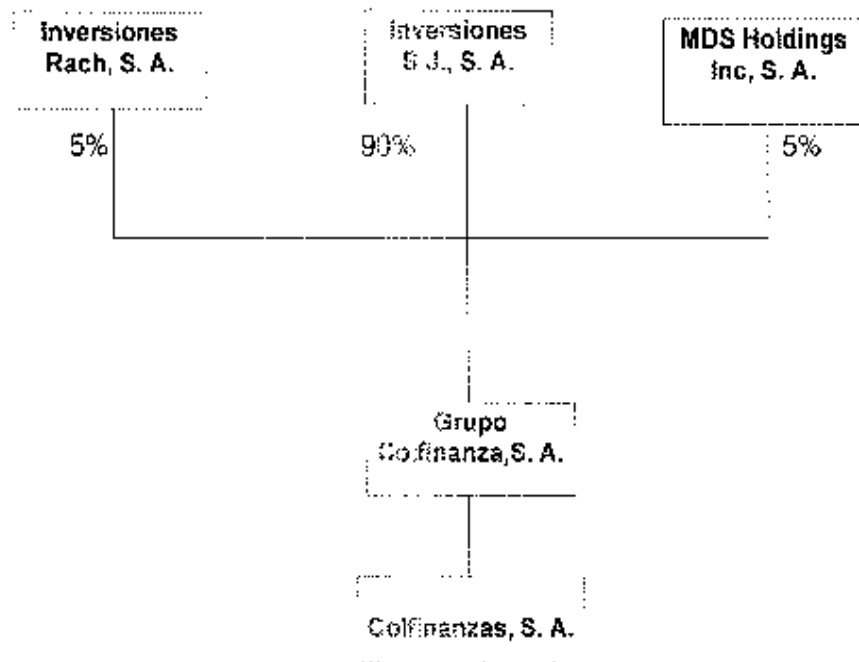 Inversiones
Rach, S. A.
Inversiones
S J., S. A.
MDS Holdings
Inc, S. A.
5%
90%
5%
Grupo
Colfinanza,S. A.
Colfinanzas, S. A.